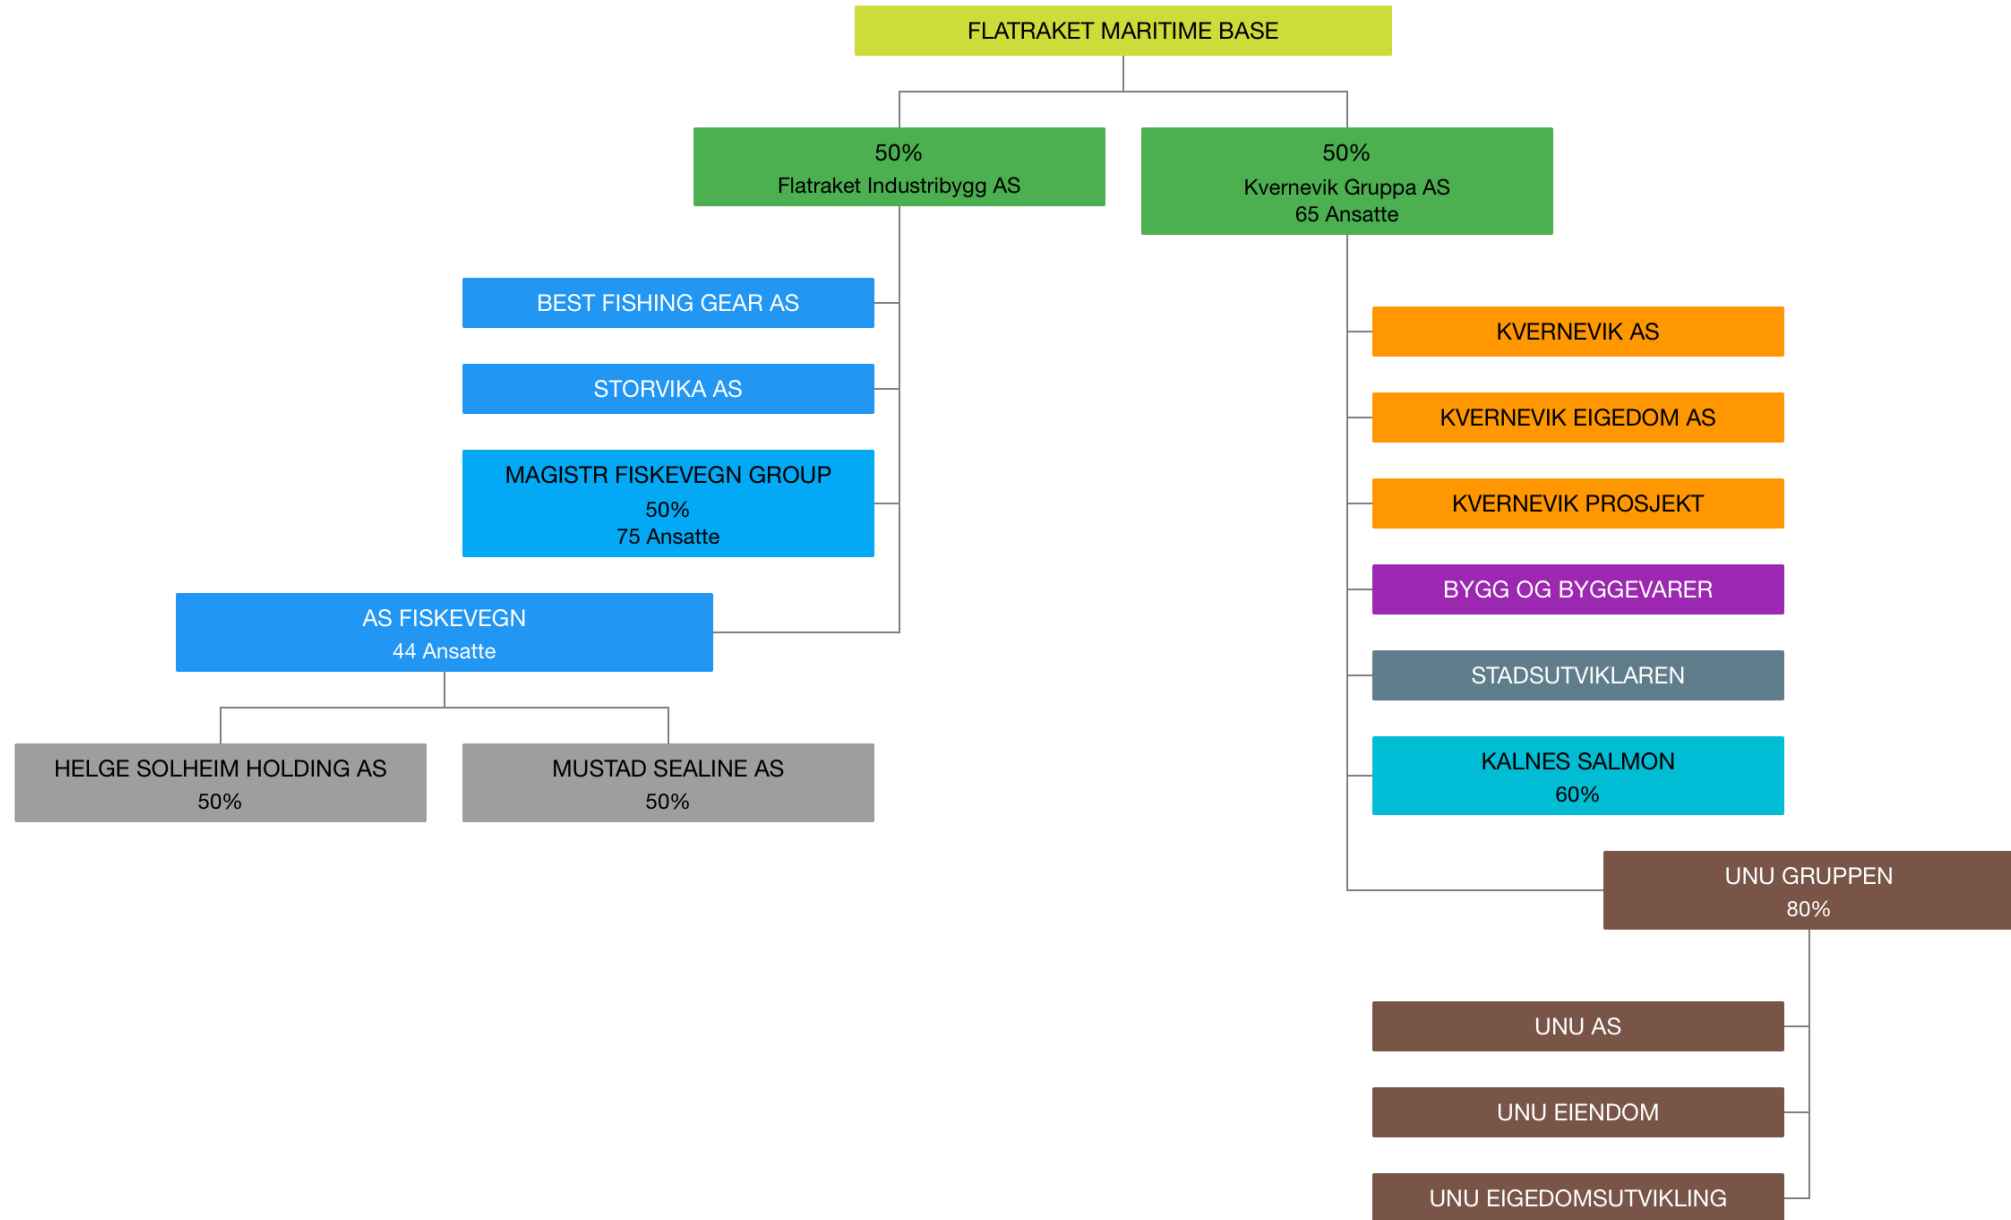 FLATRAKET MARITIME BASE
50%
Flatraket Industribygg AS
50%
Kvernevik Gruppa AS
65 Ansatte
BEST FISHING GEAR AS
STORVIKA AS
MAGISTR FISKEVEGN GROUP
50%
75 Ansatte
AS FISKEVEGN
44 Ansatte
HELGE SOLHEIM HOLDING AS
50%
MUSTAD SEALINE AS
50%
KVERNEVIK AS
KVERNEVIK EIGEDOM AS
KVERNEVIK PROSJEKT
BYGG OG BYGGEVARER
STADSUTVIKLAREN
KALNES SALMON
60%
UNU GRUPPEN
80%
UNU AS
UNU EIENDOM
UNU EIGEDOMSUTVIKLING